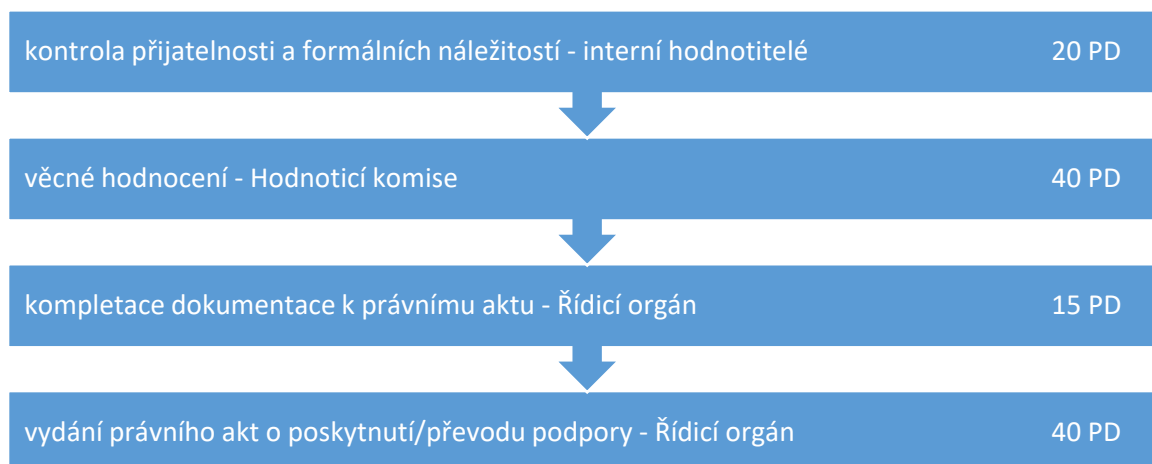 kontrola přijatelnosti a formálních náležitostí - interní hodnotitelé 20 PD
věcné hodnocení - Hodnoticí komise 40 PD
kompletace dokumentace k právnímu aktu - Řídicí orgán 15 PD
vydání právního akt o poskytnutí/převodu podpory - Řídicí orgán 40 PD